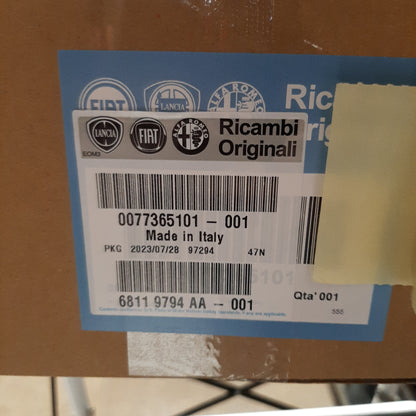 FIAT LANCIA ALFA ROMEO Ric
LANCIA FIAT ALFA ROMEO Ricambi
Originali
EOM3
0077365101 - 001
Made in Italy
PKG 2023/07/28 97294 47N
6811 9794 AA - 001
Qta' 001
555